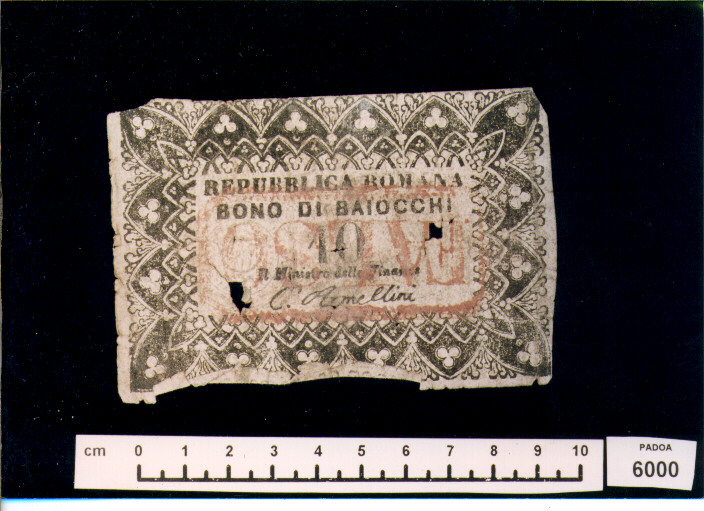 REPUBBLICA ROMANA
BONO DI BAIOCCHI
10
Il Ministro delle Finanze
C. Armellini
cm 0 1 2 3 4 5 6 7 8 9 10
PADOA
6000